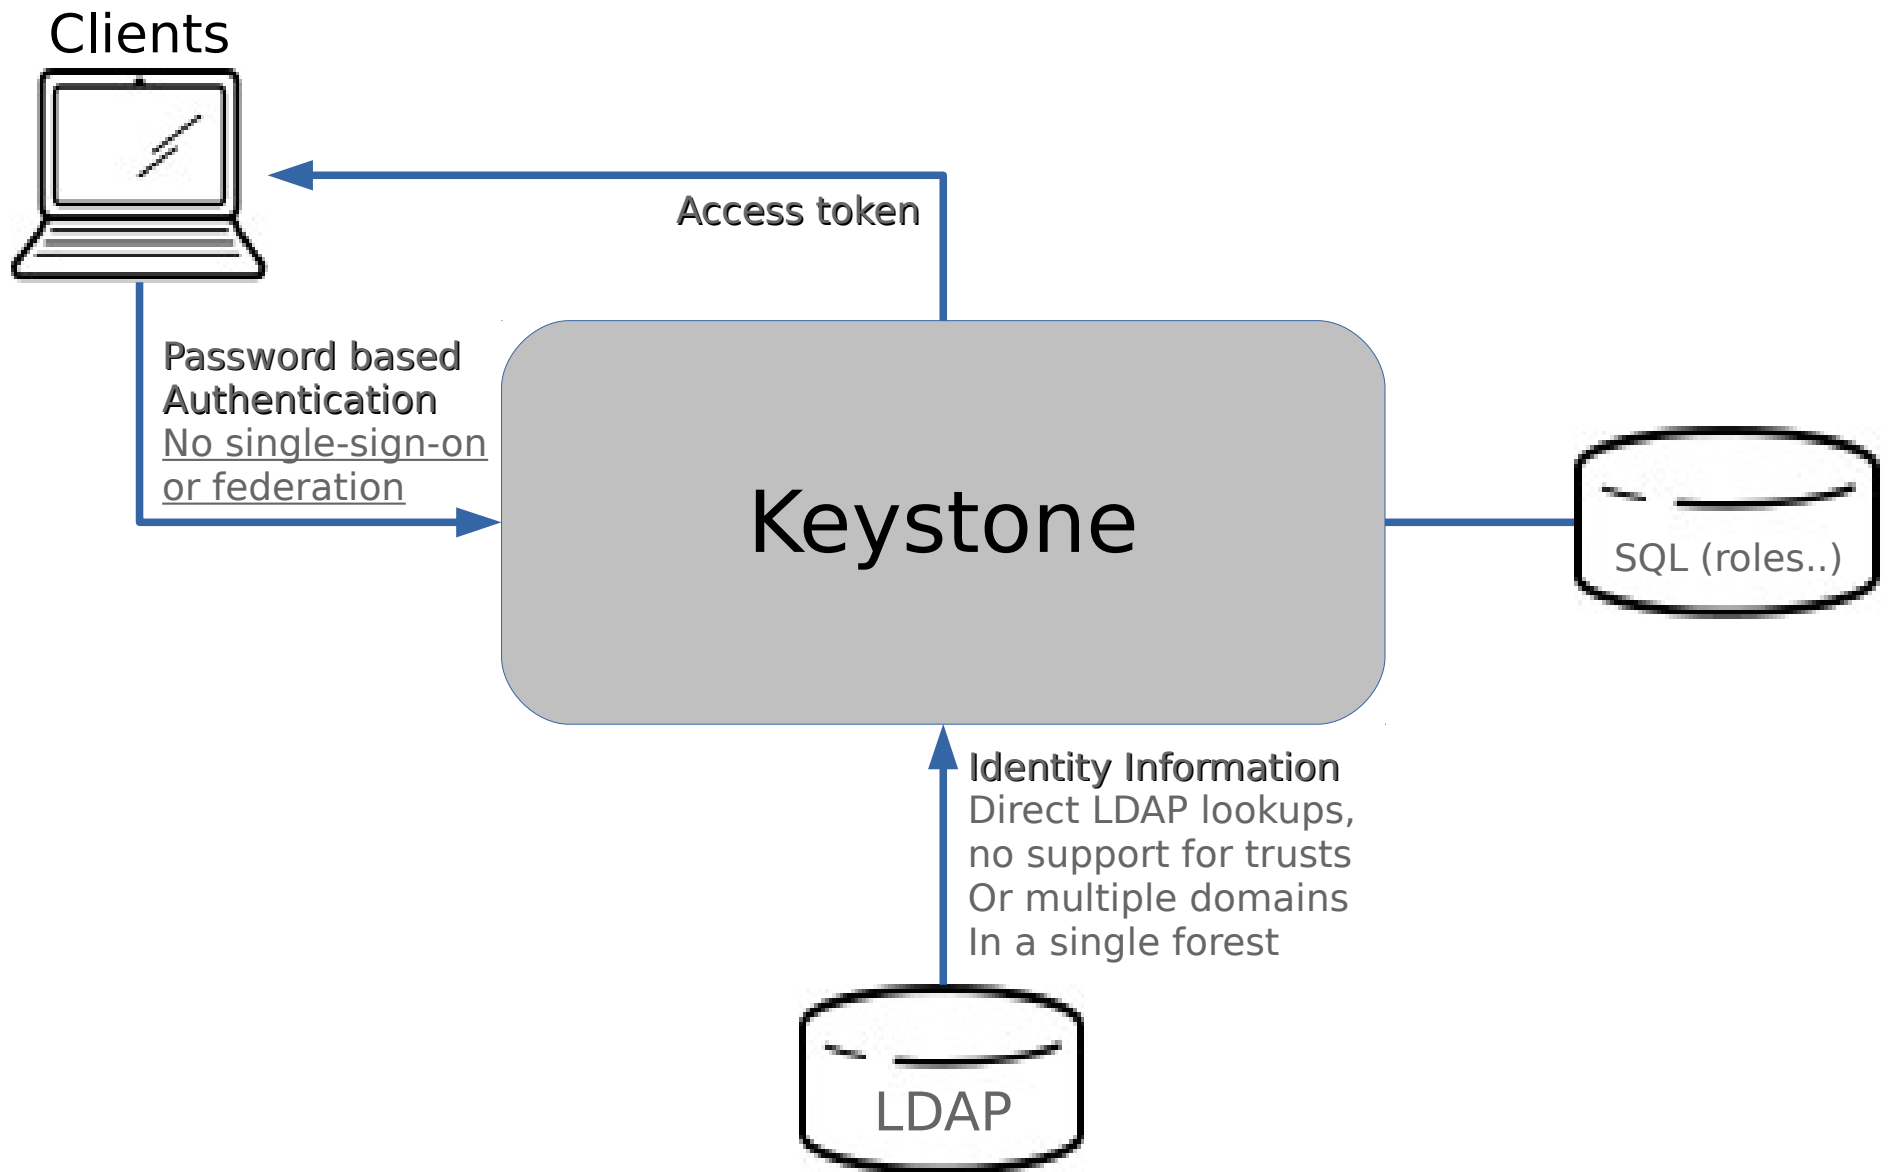 Clients
Access token
Password based
Authentication
No single-sign-on
or federation
Keystone
SQL (roles..)
Identity Information
Direct LDAP lookups,
no support for trusts
Or multiple domains
In a single forest
LDAP